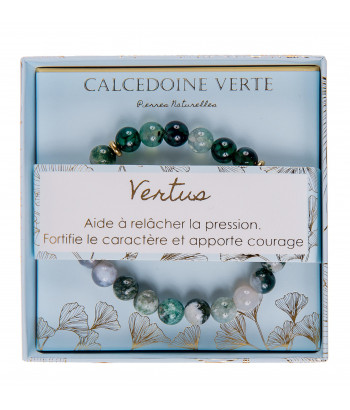 CALCEDOINE VERTE
Pierres Naturelles
Vertus
Aide à relâcher la pression.
Fortifie le caractère et apporte courage